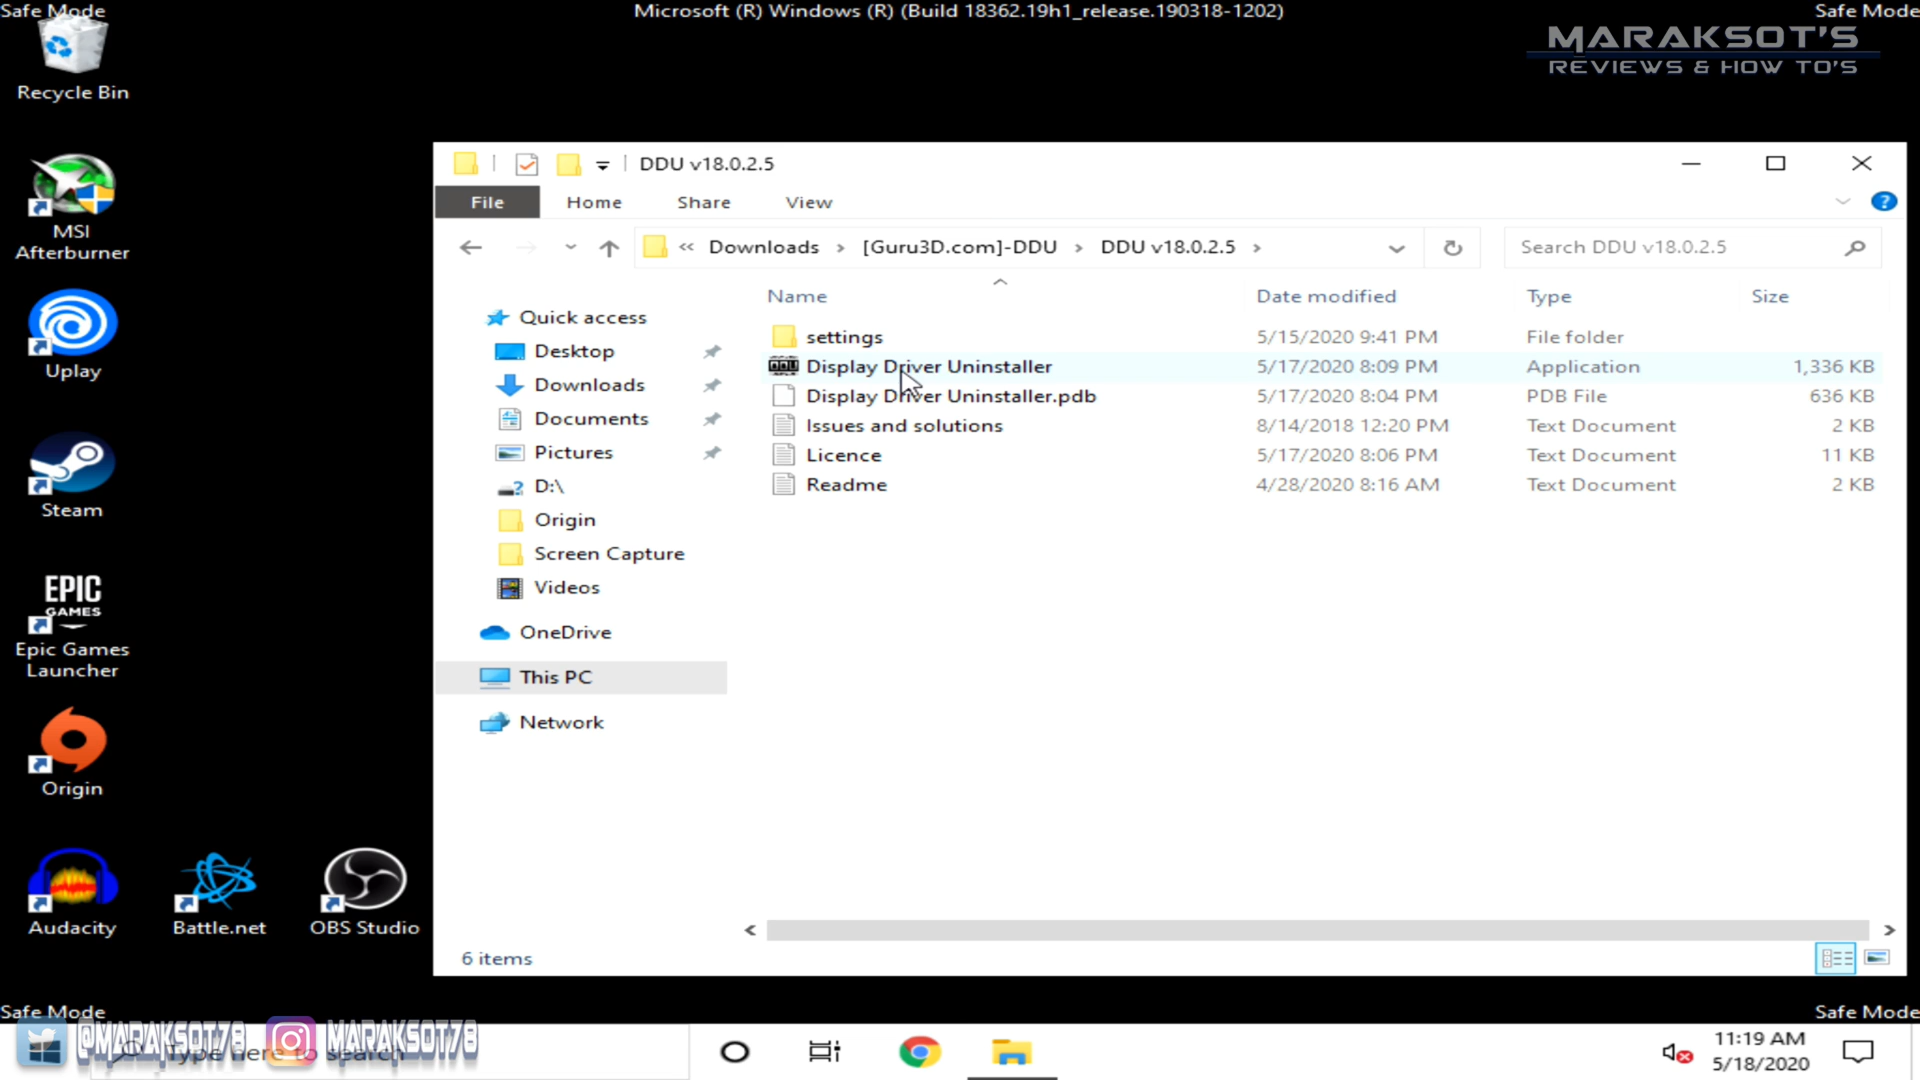 Safe Mode
Microsoft (R) Windows (R) (Build 18362.19h1_release.190318-1202)
Safe Mode
MARAKSOT'S
REVIEWS & HOW TO'S
Recycle Bin
MSI
Afterburner
Uplay
Steam
EPIC
GAMES
Epic Games
Launcher
Origin
Audacity
Battle.net
OBS Studio
DDU v18.0.2.5
File
Home
Share
View
?
«
Downloads
[Guru3D.com]-DDU
DDU v18.0.2.5
Search DDU v18.0.2.5
Quick access
Desktop
Downloads
Documents
Pictures
D:\
Origin
Screen Capture
Videos
OneDrive
This PC
Network
Name Date modified Type Size
settings 5/15/2020 9:41 PM File folder
Display Driver Uninstaller 5/17/2020 8:09 PM Application 1,336 KB
Display Driver Uninstaller.pdb 5/17/2020 8:04 PM PDB File 636 KB
Issues and solutions 8/14/2018 12:20 PM Text Document 2 KB
Licence 5/17/2020 8:06 PM Text Document 11 KB
Readme 4/28/2020 8:16 AM Text Document 2 KB
6 items
Safe Mode
Safe Mode
@MARAKSOT78
MARAKSOT78
Type here to search
11:19 AM
5/18/2020